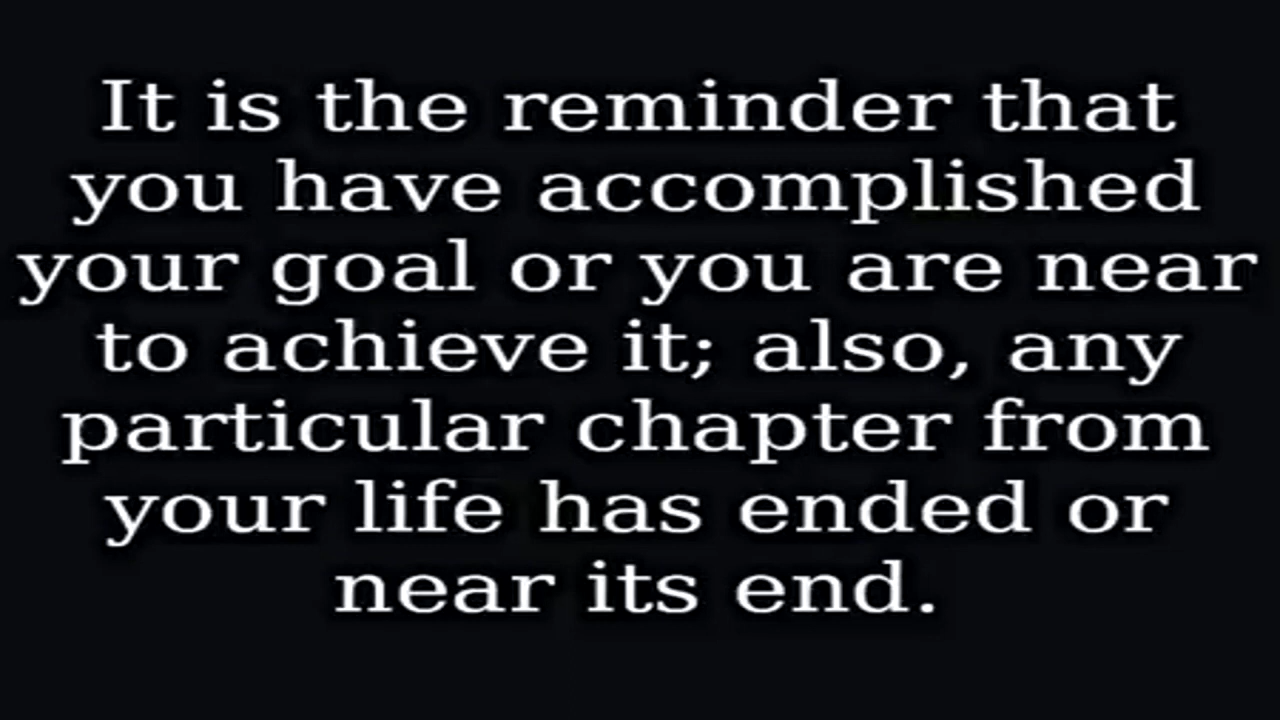 It is the reminder that
you have accomplished
your goal or you are near
to achieve it; also, any
particular chapter from
your life has ended or
near its end.